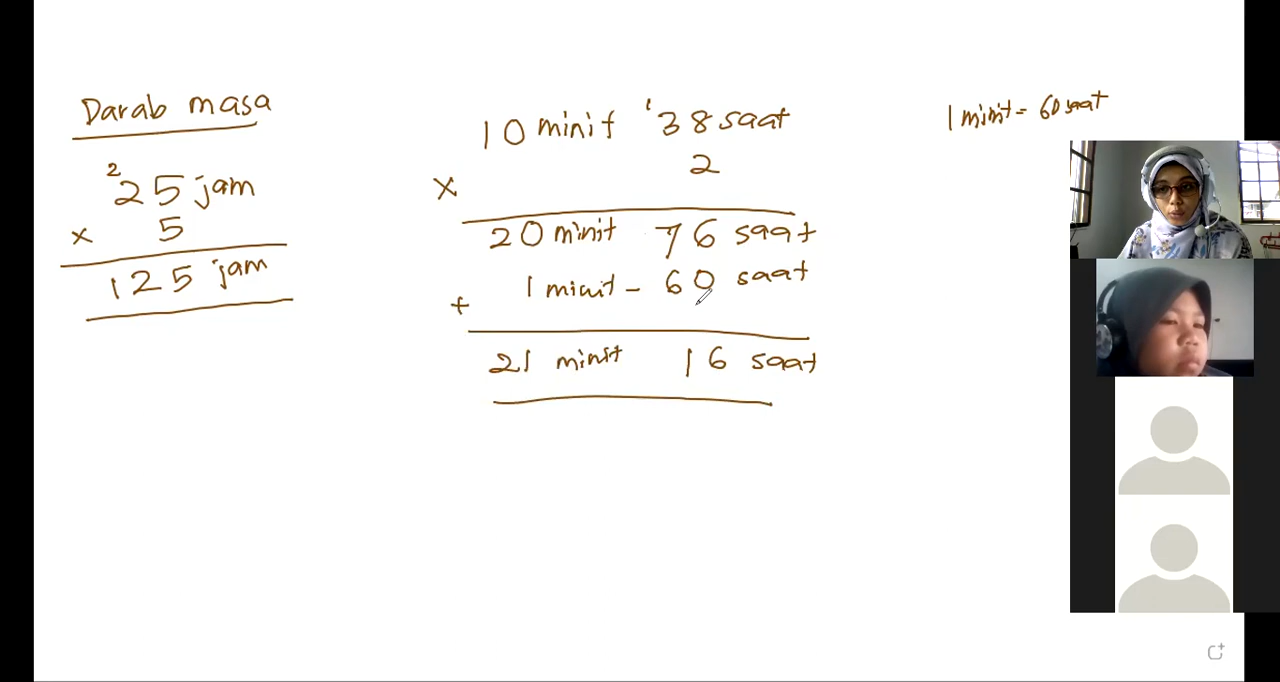 Darab masa
2
25 jam
x 5
125 jam
10 minit 1 38 saat
x 2
20 minit 76 saat
+ 1 minit - 60 saat
21 minit 16 saat
1 minit = 60 saat